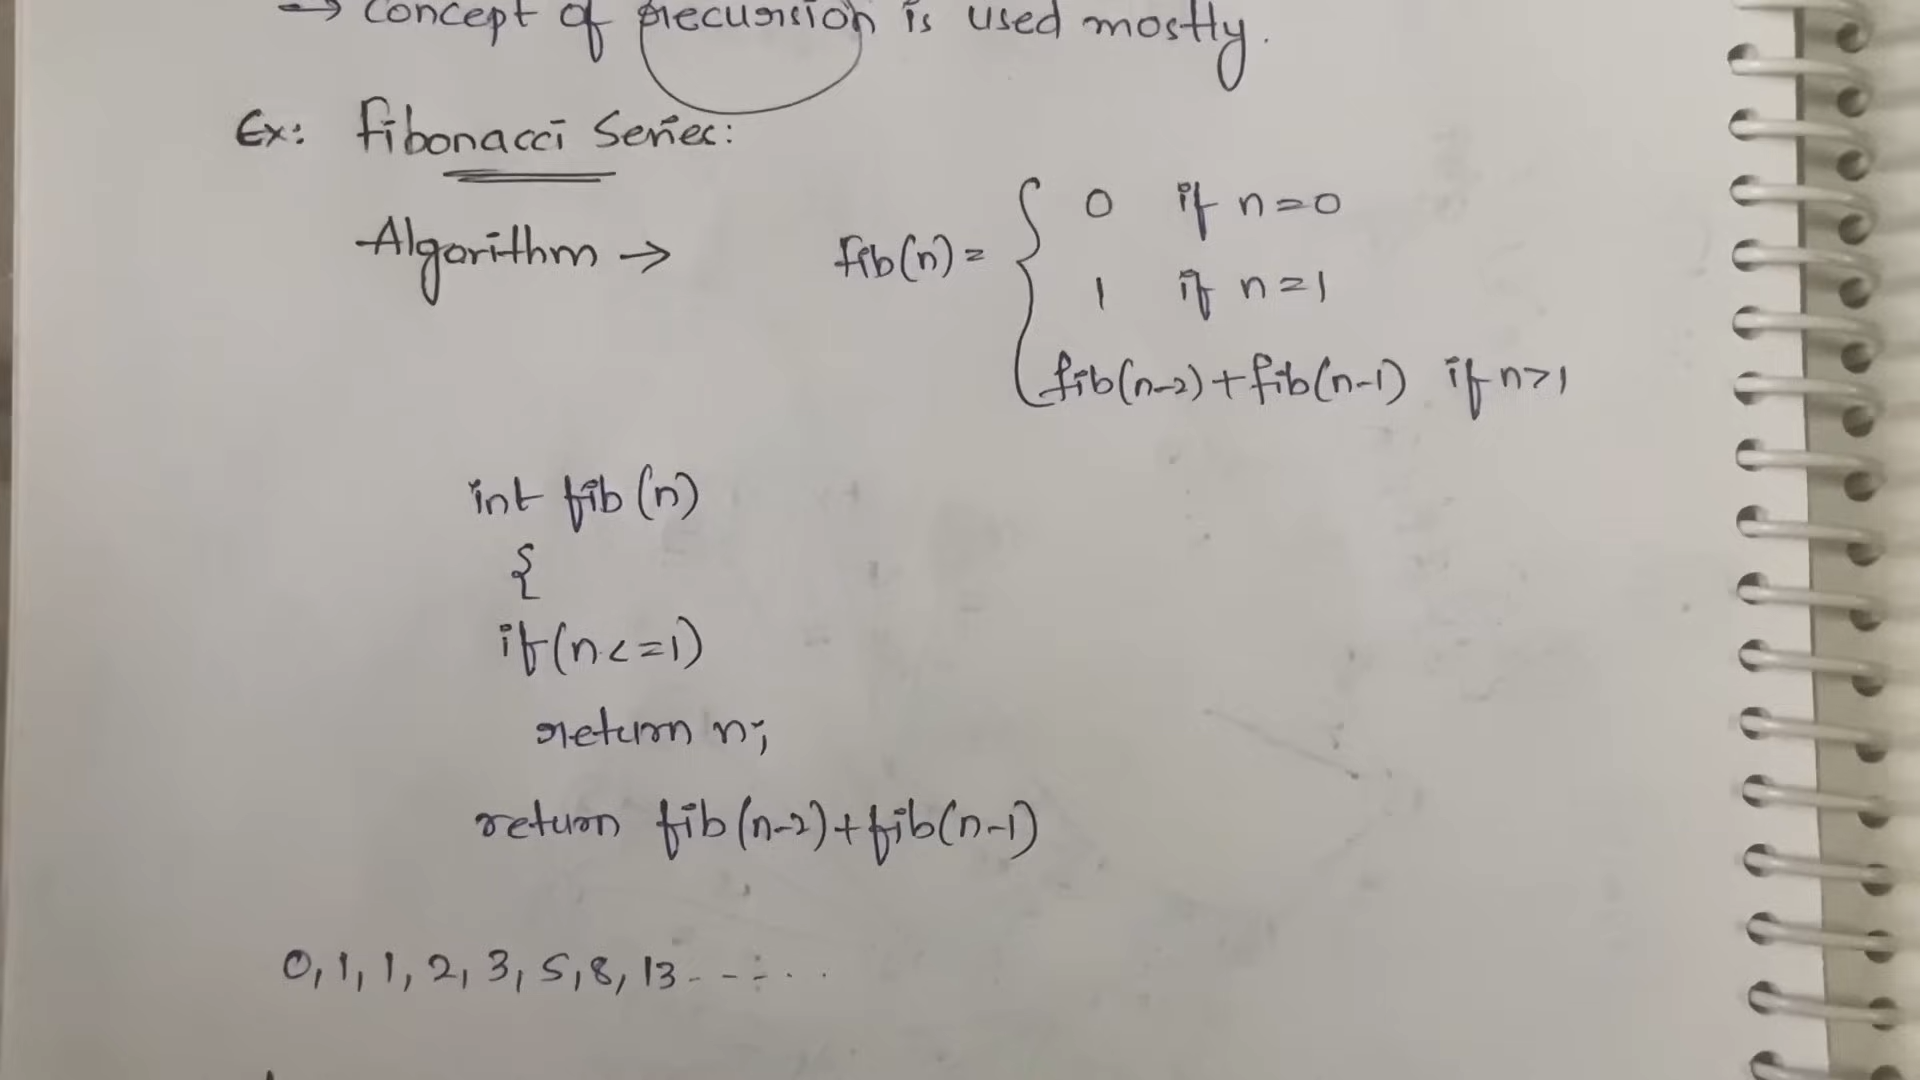 → concept of recursion is used mostly.
Ex: Fibonacci Series:
Algorithm → fib(n) = { 0 if n=0
1 if n=1
fib(n-2)+fib(n-1) if n>1
int fib(n)
{
if(n<=1)
return n;
return fib(n-2)+fib(n-1)
0, 1, 1, 2, 3, 5, 8, 13 - - - . .